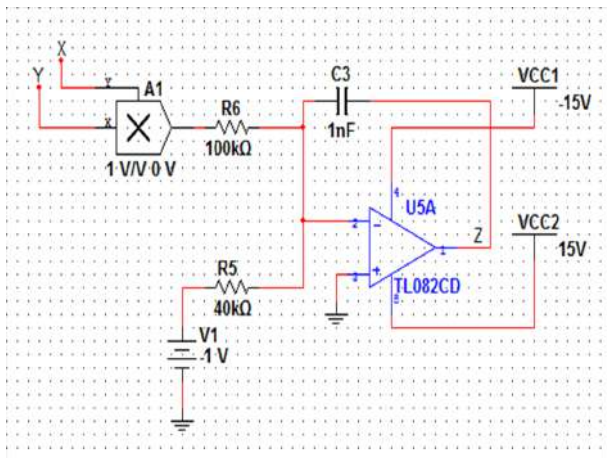 X
Y
Y
A1
X
1 V/V 0 V
R6
100kΩ
C3
1nF
VCC1
-15V
4
U5A
2
Z
1
3
TL082CD
8
VCC2
15V
R5
40kΩ
V1
-1 V